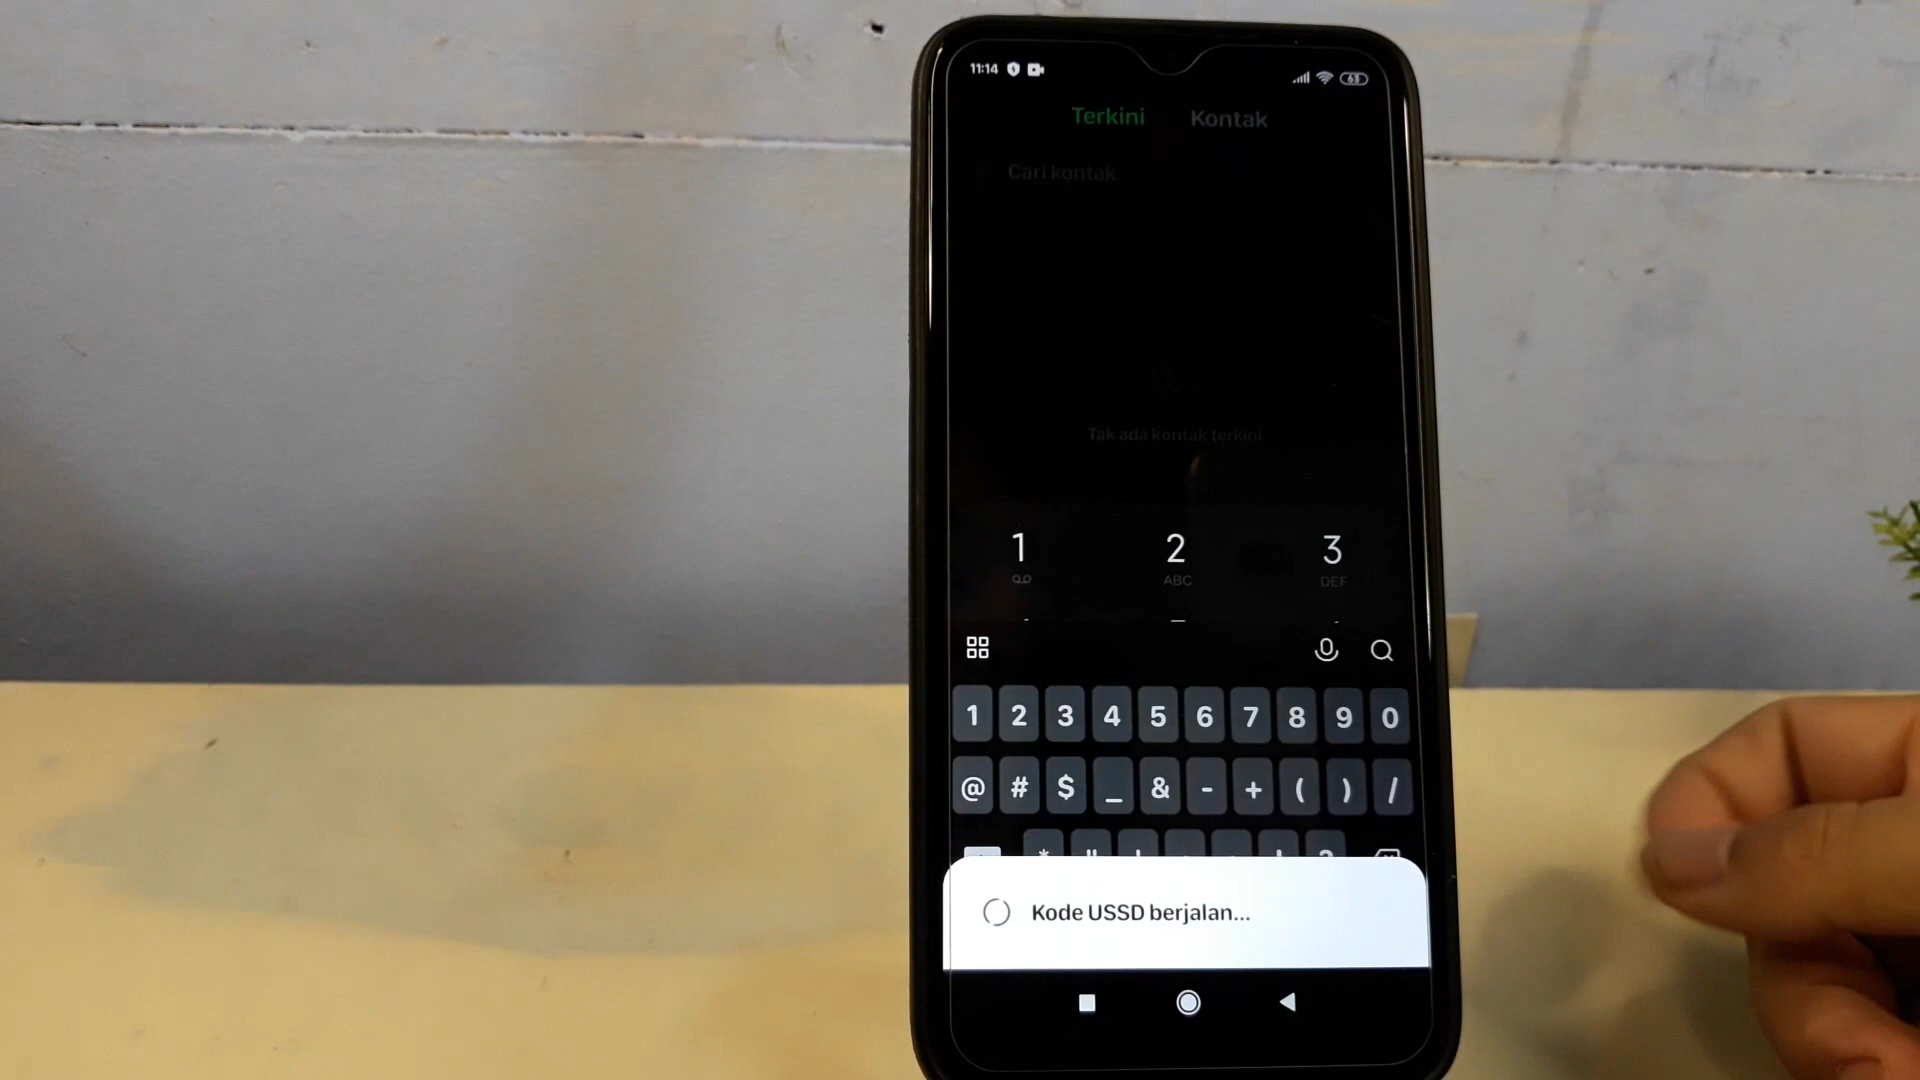 11:14
63
Terkini Kontak
Cari kontak
Tak ada kontak terkini
1 2 3
ABC DEF
1 2 3 4 5 6 7 8 9 0
@ # $ _ & - + ( ) /
Kode USSD berjalan...